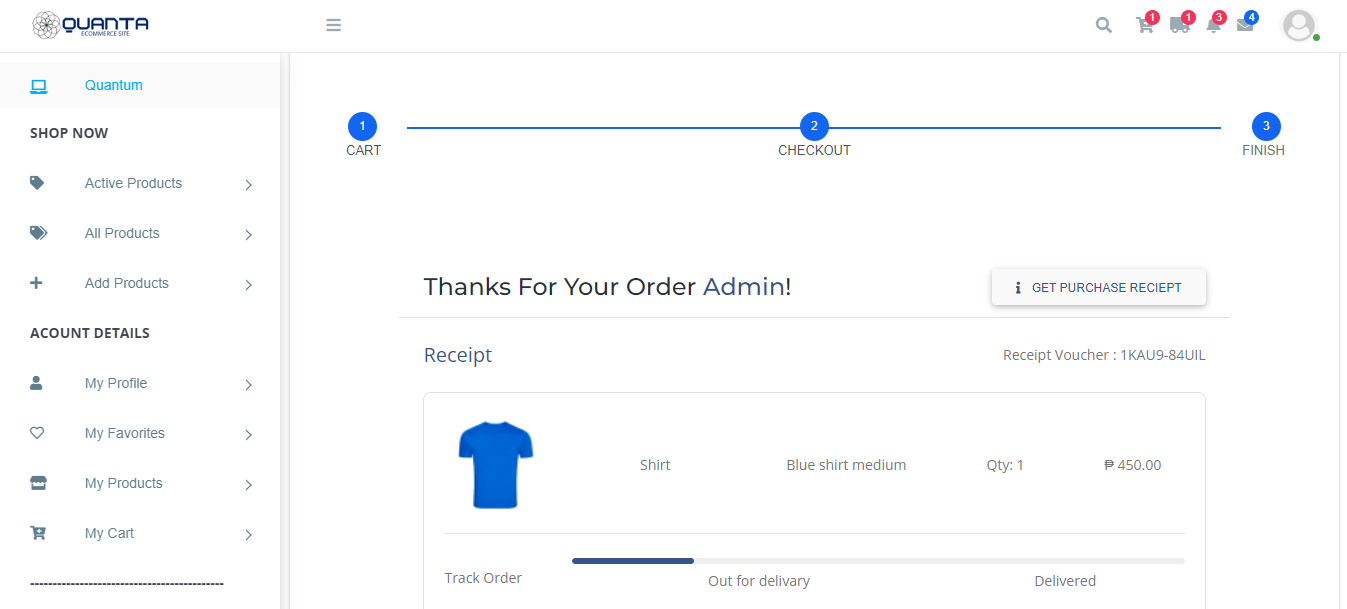 QUANTA
ECOMMERCE SITE
1
1
3
4
Quantum
SHOP NOW
Active Products
All Products
Add Products
ACOUNT DETAILS
My Profile
My Favorites
My Products
My Cart
-------------------------------------------
1
2
3
CART
CHECKOUT
FINISH
Thanks For Your Order Admin!
GET PURCHASE RECIEPT
Receipt
Receipt Voucher : 1KAU9-84UIL
Shirt
Blue shirt medium
Qty: 1
₱ 450.00
Track Order
Out for delivary
Delivered